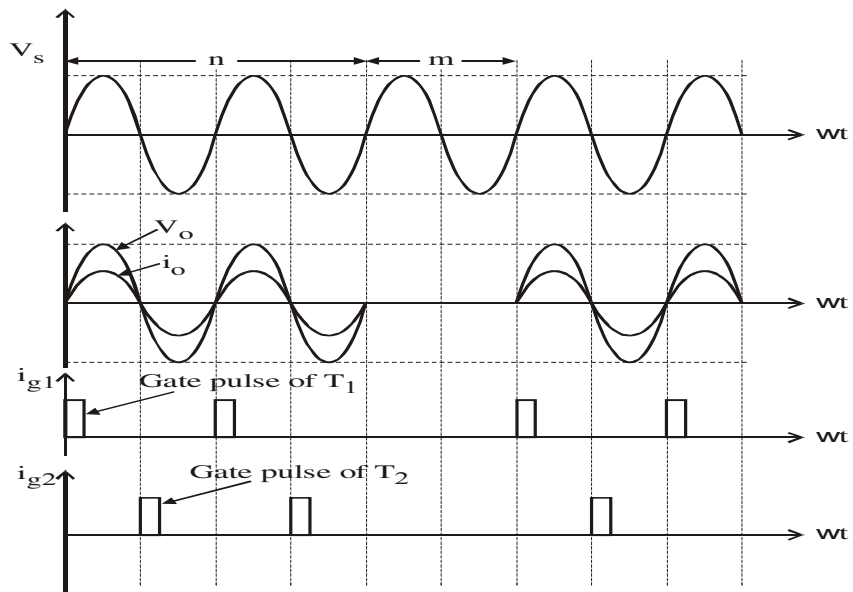 Vs
n
m
wt
Vo
io
wt
ig1
Gate pulse of T1
wt
ig2
Gate pulse of T2
wt